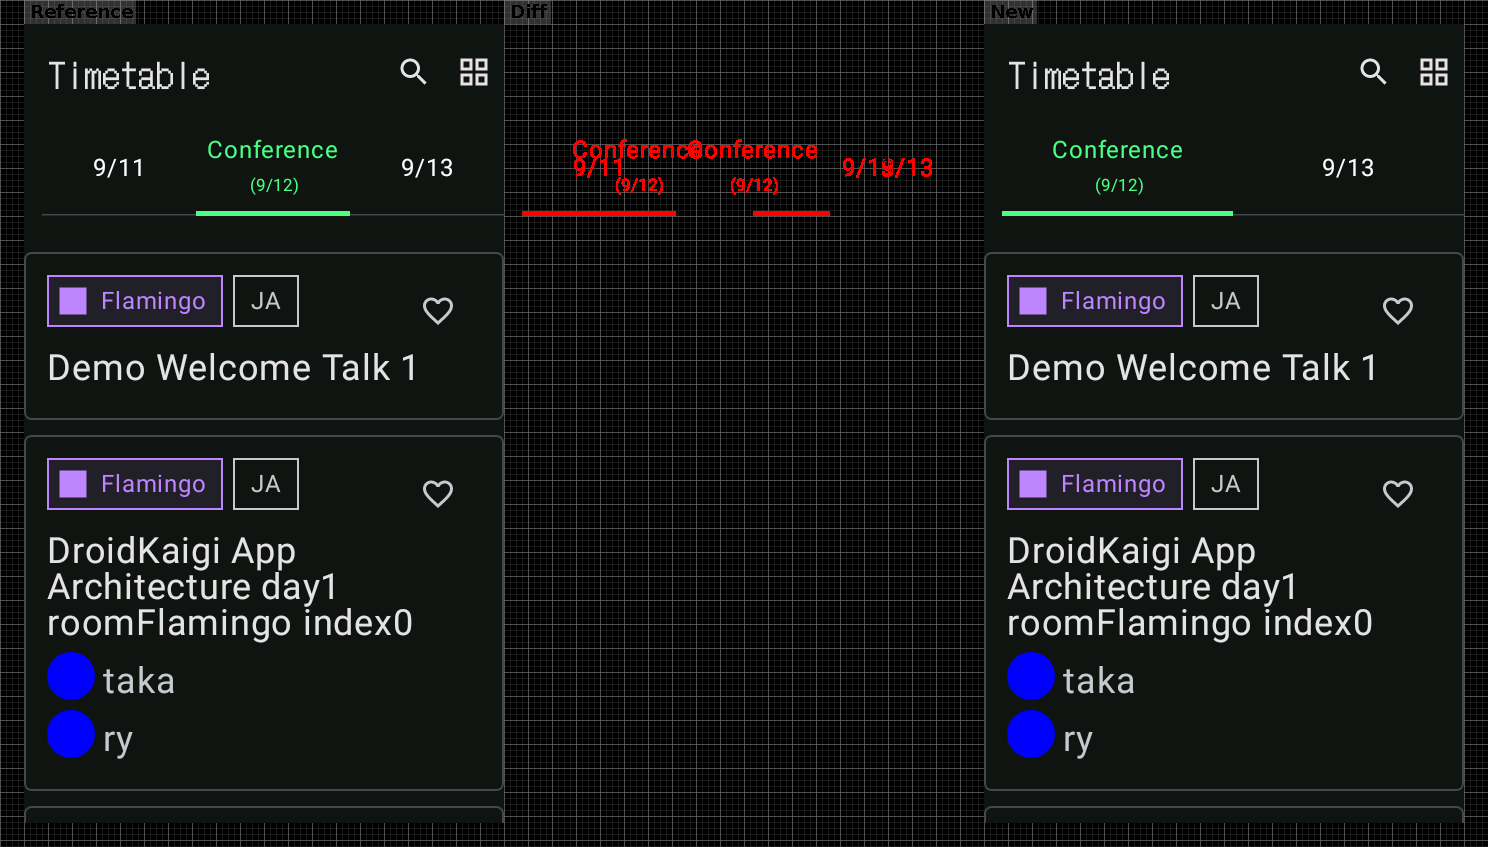 Reference
Timetable
9/11
Conference
(9/12)
9/13
Flamingo
JA
Demo Welcome Talk 1
Flamingo
JA
DroidKaigi App
Architecture day1
roomFlamingo index0
taka
ry
Diff
Conference
Conference
9/11
9/13
9/13
(9/12)
(9/12)
New
Timetable
Conference
(9/12)
9/13
Flamingo
JA
Demo Welcome Talk 1
Flamingo
JA
DroidKaigi App
Architecture day1
roomFlamingo index0
taka
ry